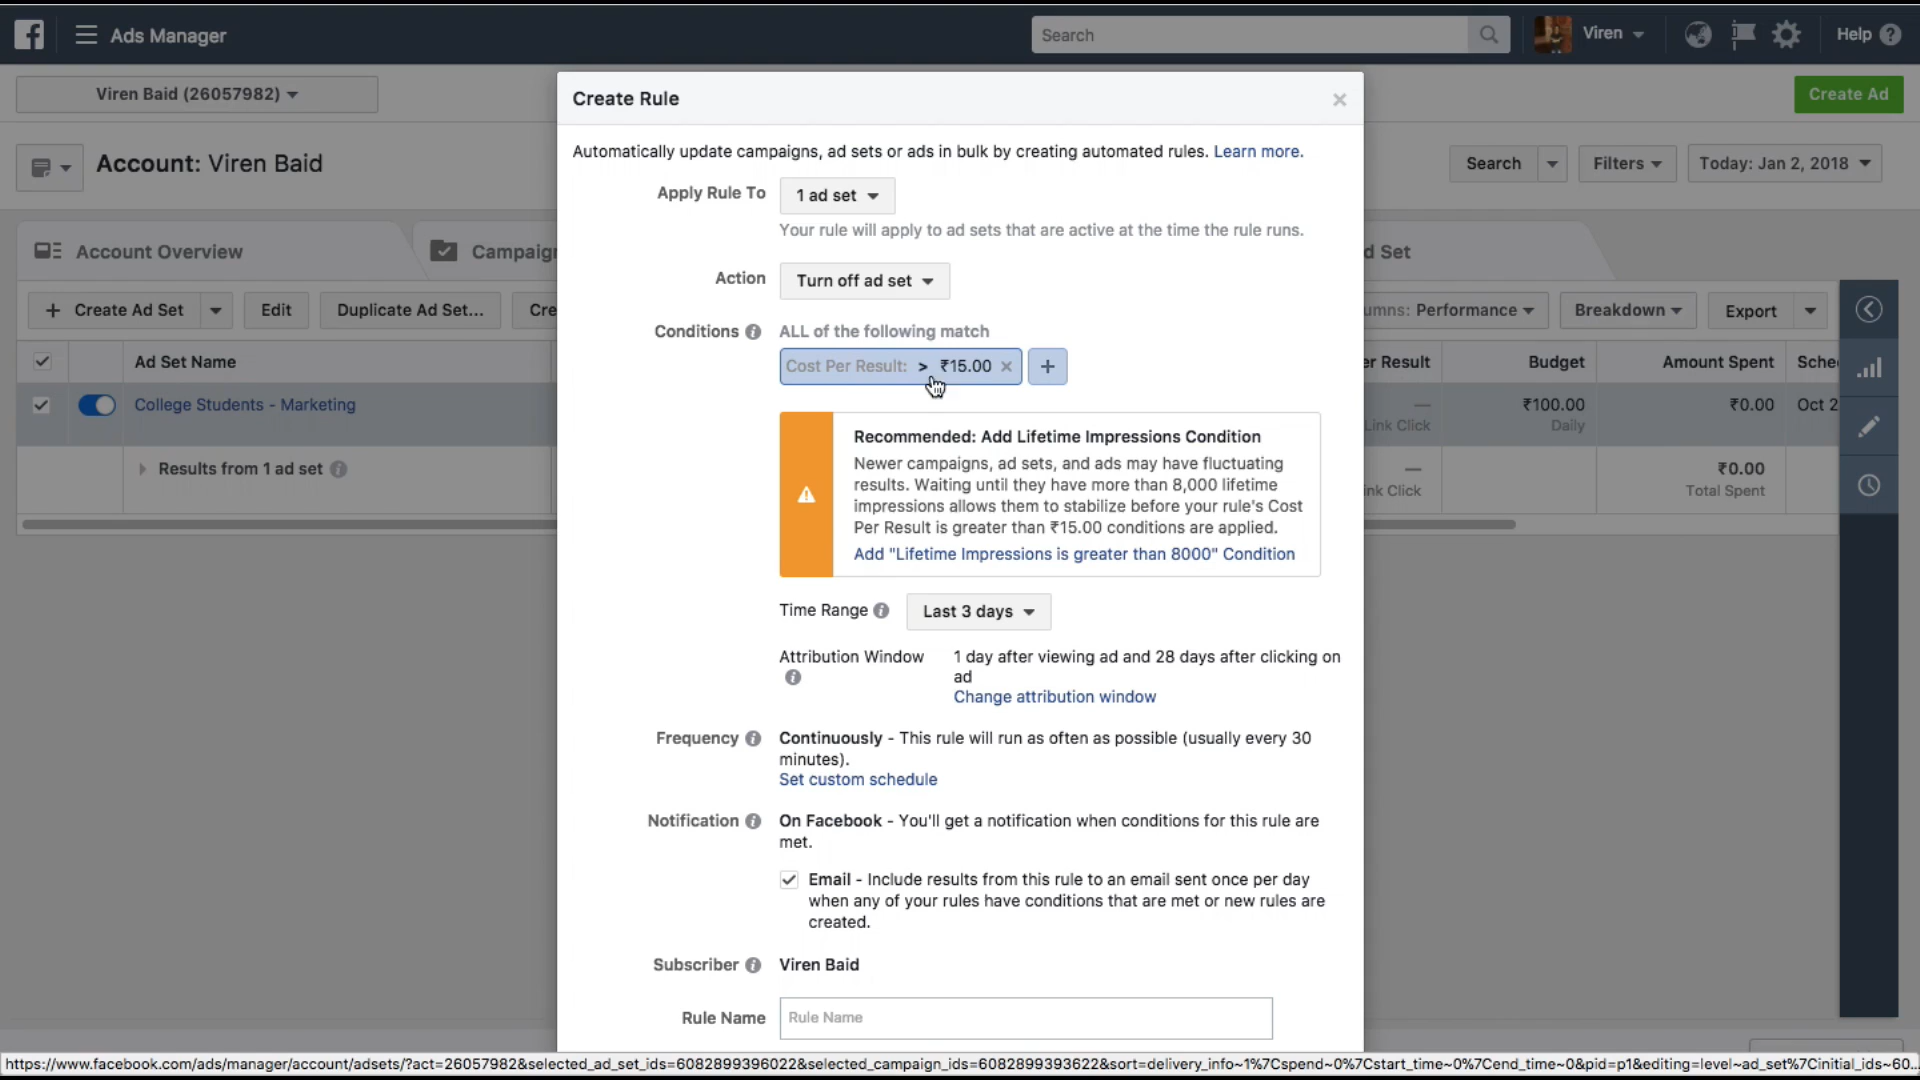 Ads Manager
Search
Viren
Help
Viren Baid (26057982)
Create Ad
Account: Viren Baid
Search
Filters
Today: Jan 2, 2018
Account Overview
Create Ad Set
Edit
Duplicate Ad Set...
Performance
Breakdown
Export
Ad Set Name
Result
Budget
Amount Spent
College Students - Marketing
₹100.00
Daily
₹0.00
Oct 2
Link Click
Results from 1 ad set
₹0.00
Total Spent
Click
Create Rule
Automatically update campaigns, ad sets or ads in bulk by creating automated rules. Learn more.
Apply Rule To
1 ad set
Your rule will apply to ad sets that are active at the time the rule runs.
Action
Turn off ad set
Conditions
ALL of the following match
Cost Per Result: > ₹15.00 × +
Recommended: Add Lifetime Impressions Condition
Newer campaigns, ad sets, and ads may have fluctuating
results. Waiting until they have more than 8,000 lifetime
impressions allows them to stabilize before your rule's Cost
Per Result is greater than ₹15.00 conditions are applied.
Add "Lifetime Impressions is greater than 8000" Condition
Time Range
Last 3 days
Attribution Window
1 day after viewing ad and 28 days after clicking on
ad
Change attribution window
Frequency
Continuously - This rule will run as often as possible (usually every 30
minutes).
Set custom schedule
Notification
On Facebook - You'll get a notification when conditions for this rule are
met.
Email - Include results from this rule to an email sent once per day
when any of your rules have conditions that are met or new rules are
created.
Subscriber
Viren Baid
Rule Name
Rule Name
https://www.facebook.com/ads/manager/account/adsets/?act=26057982&selected_ad_set_ids=6082899396022&selected_campaign_ids=6082899393622&sort=delivery_info~1%7Cspend~0%7Cstart_time~0%7Cend_time~0&pid=p1&editing=level~ad_set%7Cinitial_ids~60...